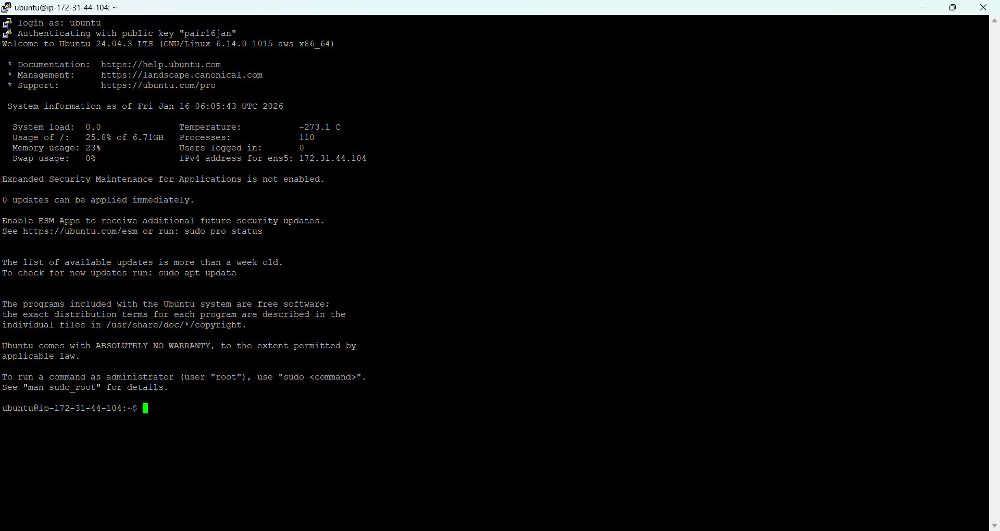 ubuntu@ip-172-31-44-104: ~
login as: ubuntu
Authenticating with public key "pair16jan"
Welcome to Ubuntu 24.04.3 LTS (GNU/Linux 6.14.0-1015-aws x86_64)

 * Documentation:  https://help.ubuntu.com
 * Management:     https://landscape.canonical.com
 * Support:        https://ubuntu.com/pro

 System information as of Fri Jan 16 06:05:43 UTC 2026

  System load:  0.0               Temperature:           -273.1 C
  Usage of /:   25.8% of 6.71GB   Processes:             110
  Memory usage: 23%               Users logged in:       0
  Swap usage:   0%                IPv4 address for ens5: 172.31.44.104

Expanded Security Maintenance for Applications is not enabled.

0 updates can be applied immediately.

Enable ESM Apps to receive additional future security updates.
See https://ubuntu.com/esm or run: sudo pro status

The list of available updates is more than a week old.
To check for new updates run: sudo apt update

The programs included with the Ubuntu system are free software;
the exact distribution terms for each program are described in the
individual files in /usr/share/doc/*/copyright.

Ubuntu comes with ABSOLUTELY NO WARRANTY, to the extent permitted by
applicable law.

To run a command as administrator (user "root"), use "sudo <command>".
See "man sudo_root" for details.

ubuntu@ip-172-31-44-104:~$